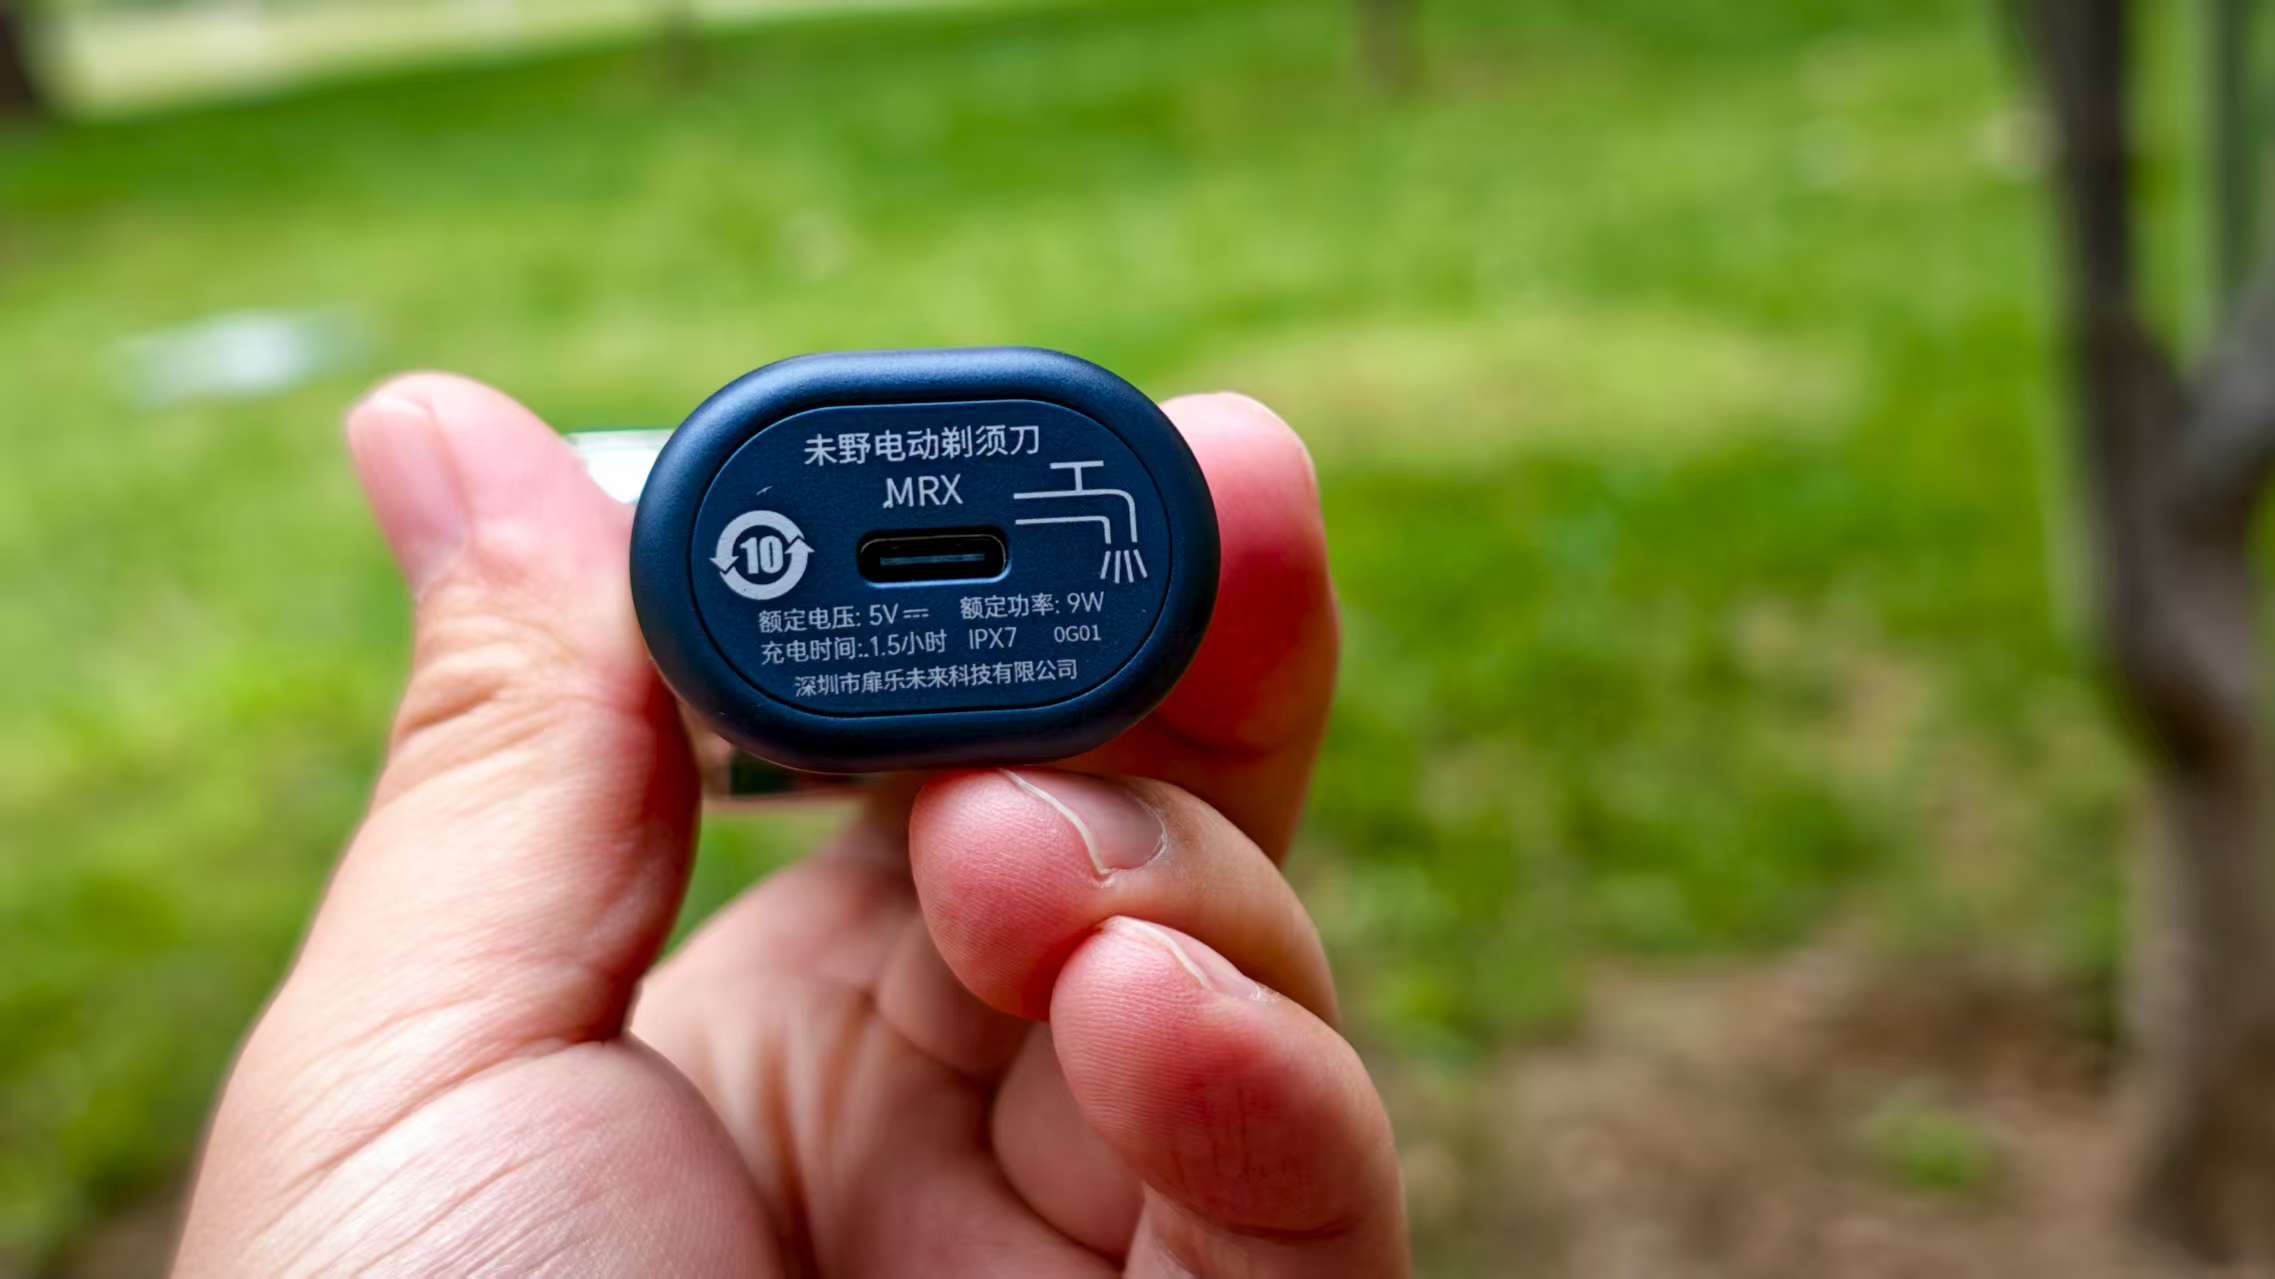 未野电动剃须刀
MRX
10
额定电压: 5V⎓ 额定功率: 9W
充电时间: 1.5小时 IPX7 0G01
深圳市扉乐未来科技有限公司